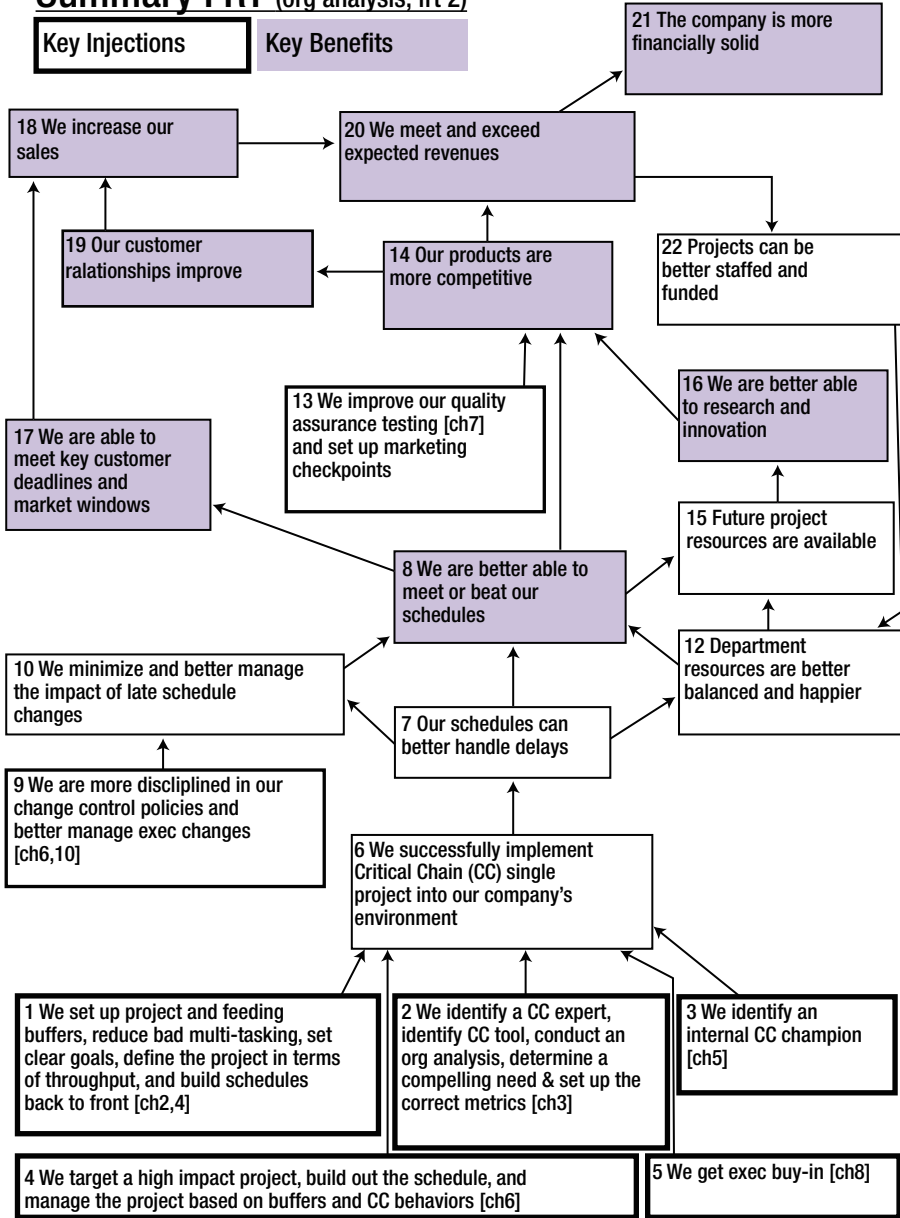 Summary FRT (org analysis, frt 2)
Key Injections
Key Benefits
21 The company is more
financially solid
18 We increase our
sales
20 We meet and exceed
expected revenues
19 Our customer
ralationships improve
14 Our products are
more competitive
22 Projects can be
better staffed and
funded
13 We improve our quality
assurance testing [ch7]
and set up marketing
checkpoints
16 We are better able
to research and
innovation
17 We are able to
meet key customer
deadlines and
market windows
15 Future project
resources are available
8 We are better able to
meet or beat our
schedules
12 Department
resources are better
balanced and happier
10 We minimize and better manage
the impact of late schedule
changes
7 Our schedules can
better handle delays
9 We are more discliplined in our
change control policies and
better manage exec changes
[ch6,10]
6 We successfully implement
Critical Chain (CC) single
project into our company’s
environment
1 We set up project and feeding
buffers, reduce bad multi-tasking, set
clear goals, define the project in terms
of throughput, and build schedules
back to front [ch2,4]
2 We identify a CC expert,
identify CC tool, conduct an
org analysis, determine a
compelling need & set up the
correct metrics [ch3]
3 We identify an
internal CC champion
[ch5]
4 We target a high impact project, build out the schedule, and
manage the project based on buffers and CC behaviors [ch6]
5 We get exec buy-in [ch8]